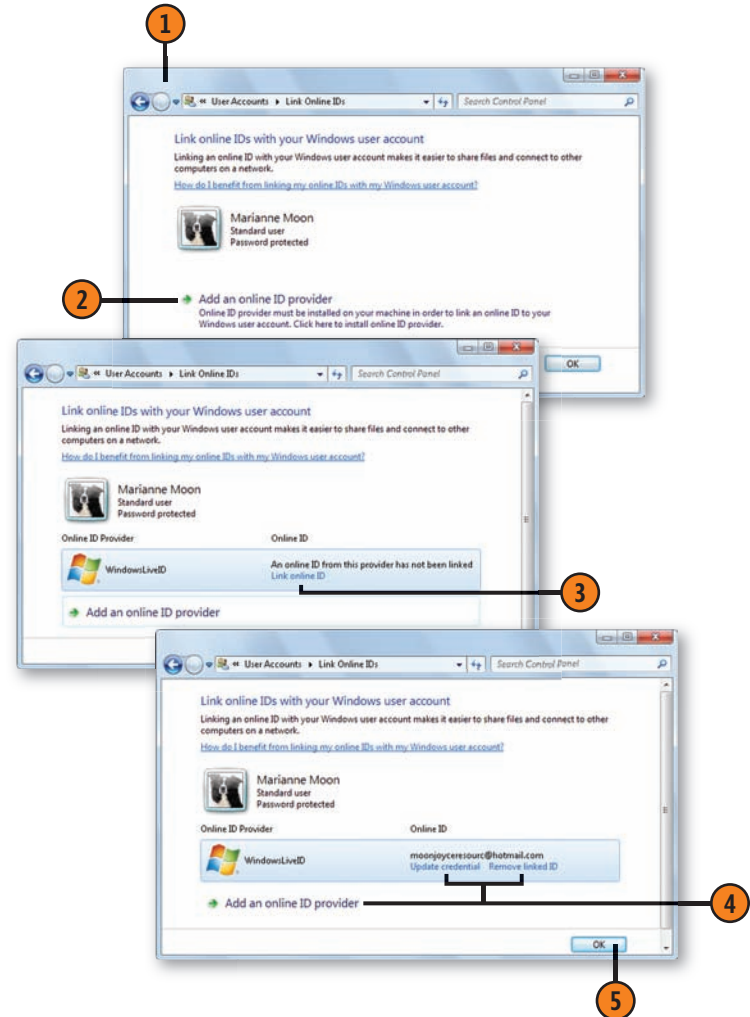 1
« User Accounts ▸ Link Online IDs
Search Control Panel
Link online IDs with your Windows user account
Linking an online ID with your Windows user account makes it easier to share files and connect to other
computers on a network.
How do I benefit from linking my online IDs with my Windows user account?
Marianne Moon
Standard user
Password protected
2
Add an online ID provider
Online ID provider must be installed on your machine in order to link an online ID to your
Windows user account. Click here to install online ID provider.
OK
« User Accounts ▸ Link Online IDs
Search Control Panel
Link online IDs with your Windows user account
Linking an online ID with your Windows user account makes it easier to share files and connect to other
computers on a network.
How do I benefit from linking my online IDs with my Windows user account?
Marianne Moon
Standard user
Password protected
Online ID Provider Online ID
WindowsLiveID
An online ID from this provider has not been linked
Link online ID
3
Add an online ID provider
« User Accounts ▸ Link Online IDs
Search Control Panel
Link online IDs with your Windows user account
Linking an online ID with your Windows user account makes it easier to share files and connect to other
computers on a network.
How do I benefit from linking my online IDs with my Windows user account?
Marianne Moon
Standard user
Password protected
Online ID Provider Online ID
WindowsLiveID
moonjoyceresourc@hotmail.com
Update credential Remove linked ID
Add an online ID provider
4
OK
5